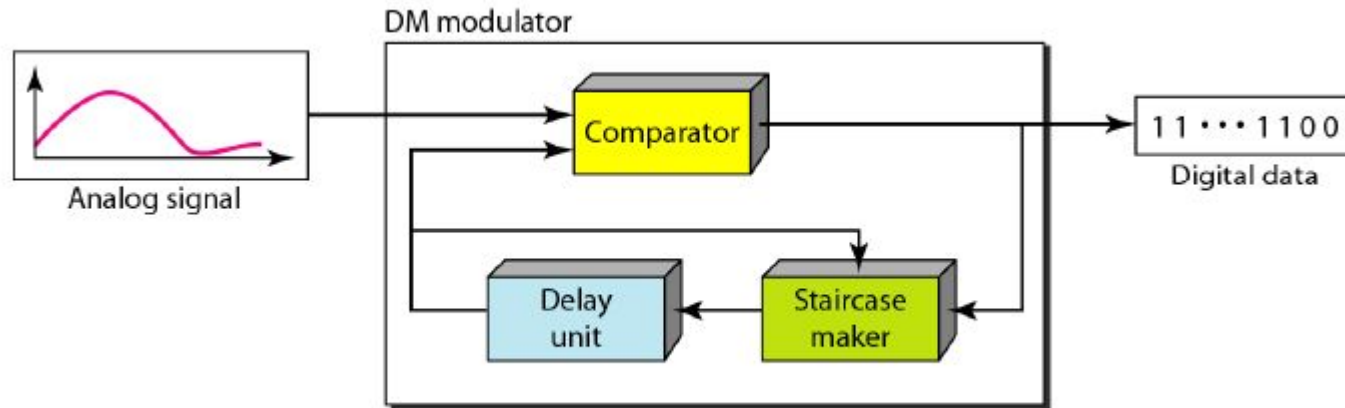 DM modulator
Analog signal
Comparator
11···1100
Digital data
Delay
unit
Staircase
maker